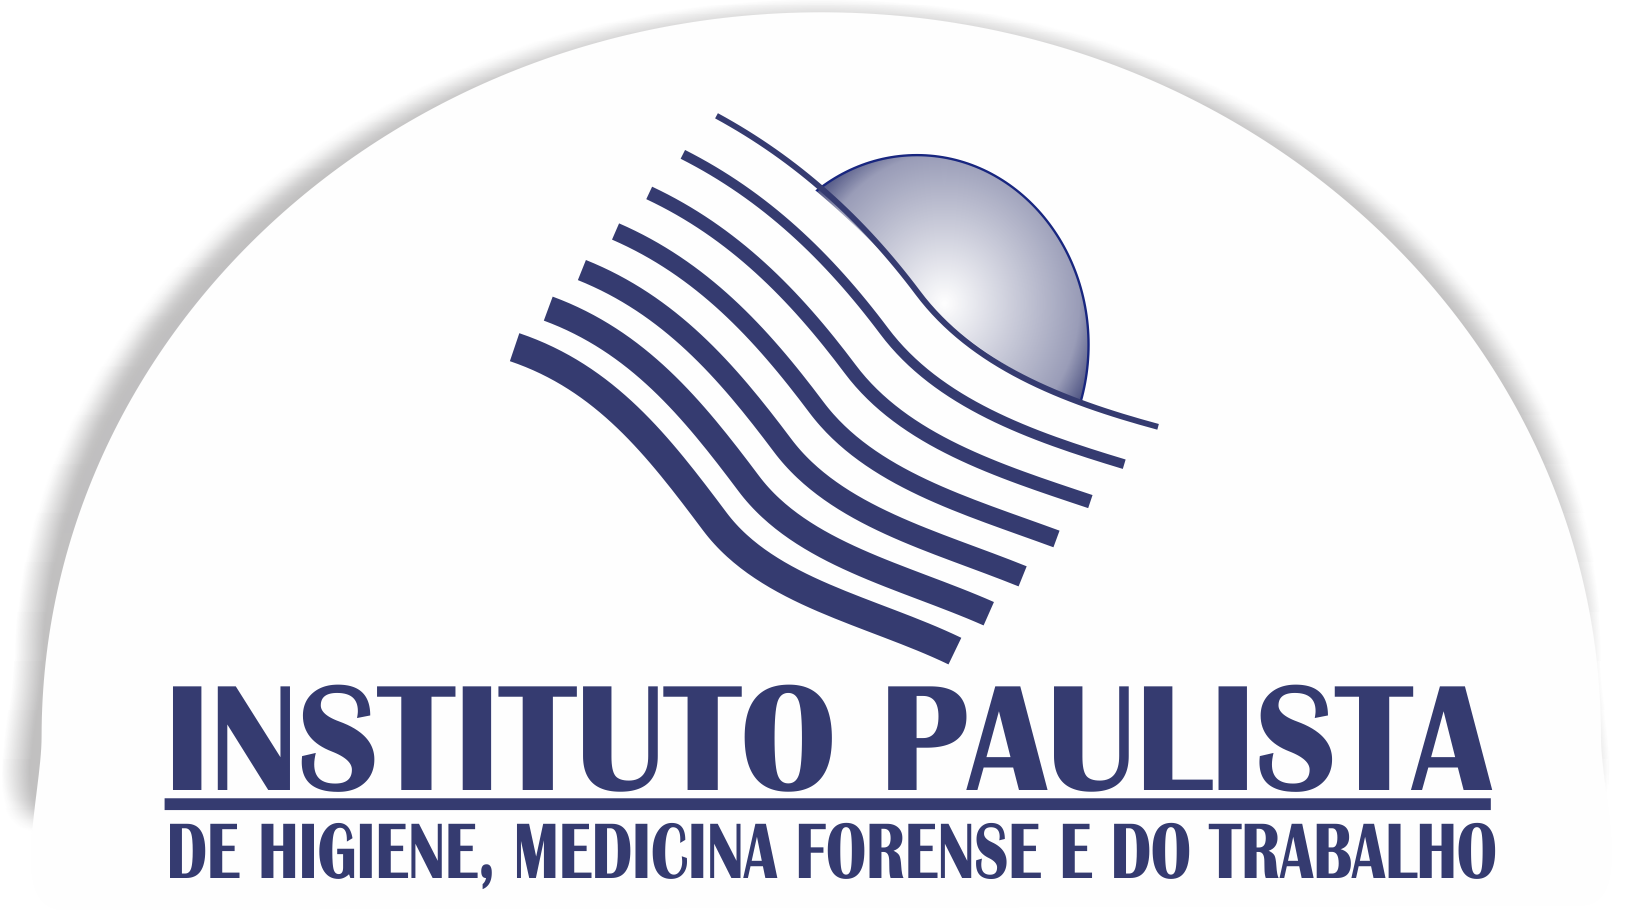 INSTITUTO PAULISTA
DE HIGIENE, MEDICINA FORENSE E DO TRABALHO